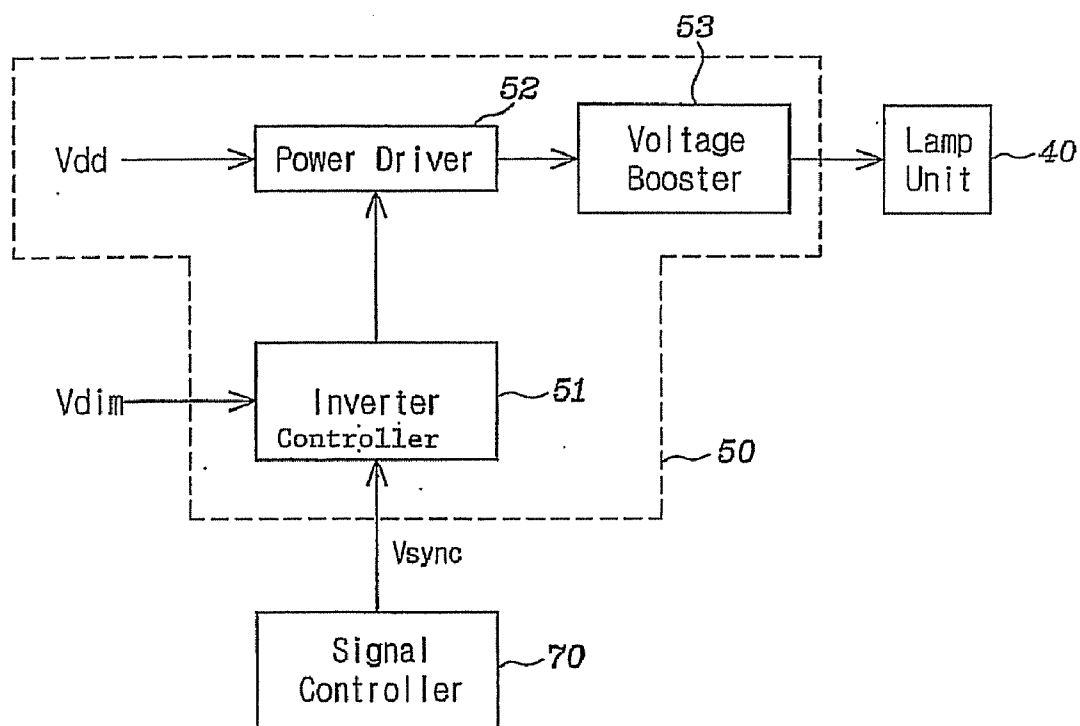 53
52
Vdd
Power Driver
Voltage
Booster
Lamp
Unit
40
Vdim
Inverter
Controller
51
50
Vsync
Signal
Controller
70